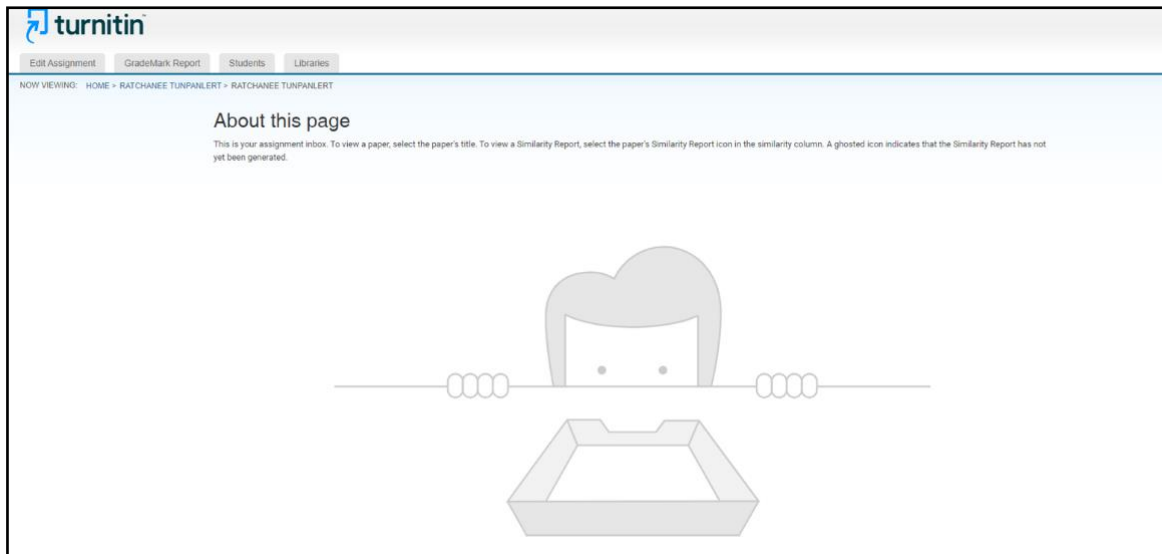 turnitin™
Edit Assignment GradeMark Report Students Libraries
NOW VIEWING: HOME > RATCHANEE TUNPANLERT > RATCHANEE TUNPANLERT
About this page
This is your assignment inbox. To view a paper, select the paper's title. To view a Similarity Report, select the paper's Similarity Report icon in the similarity column. A ghosted icon indicates that the Similarity Report has not
yet been generated.